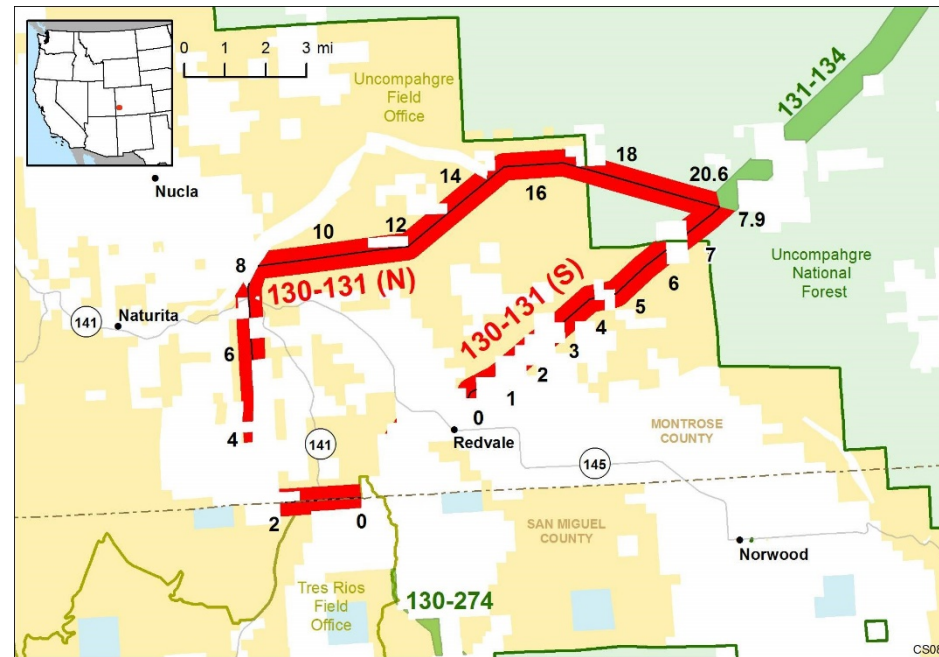 0 1 2 3 mi
Uncompahgre
Field
Office
131-134
Nucla
14
18
16
20.6
7.9
10
12
8
130-131 (N)
7
6
5
4
3
2
1
0
130-131 (S)
Uncompahgre
National
Forest
141
Naturita
6
4
141
Redvale
MONTROSE
COUNTY
145
2
0
SAN MIGUEL
COUNTY
Norwood
Tres Rios
Field
Office
130-274
CS08